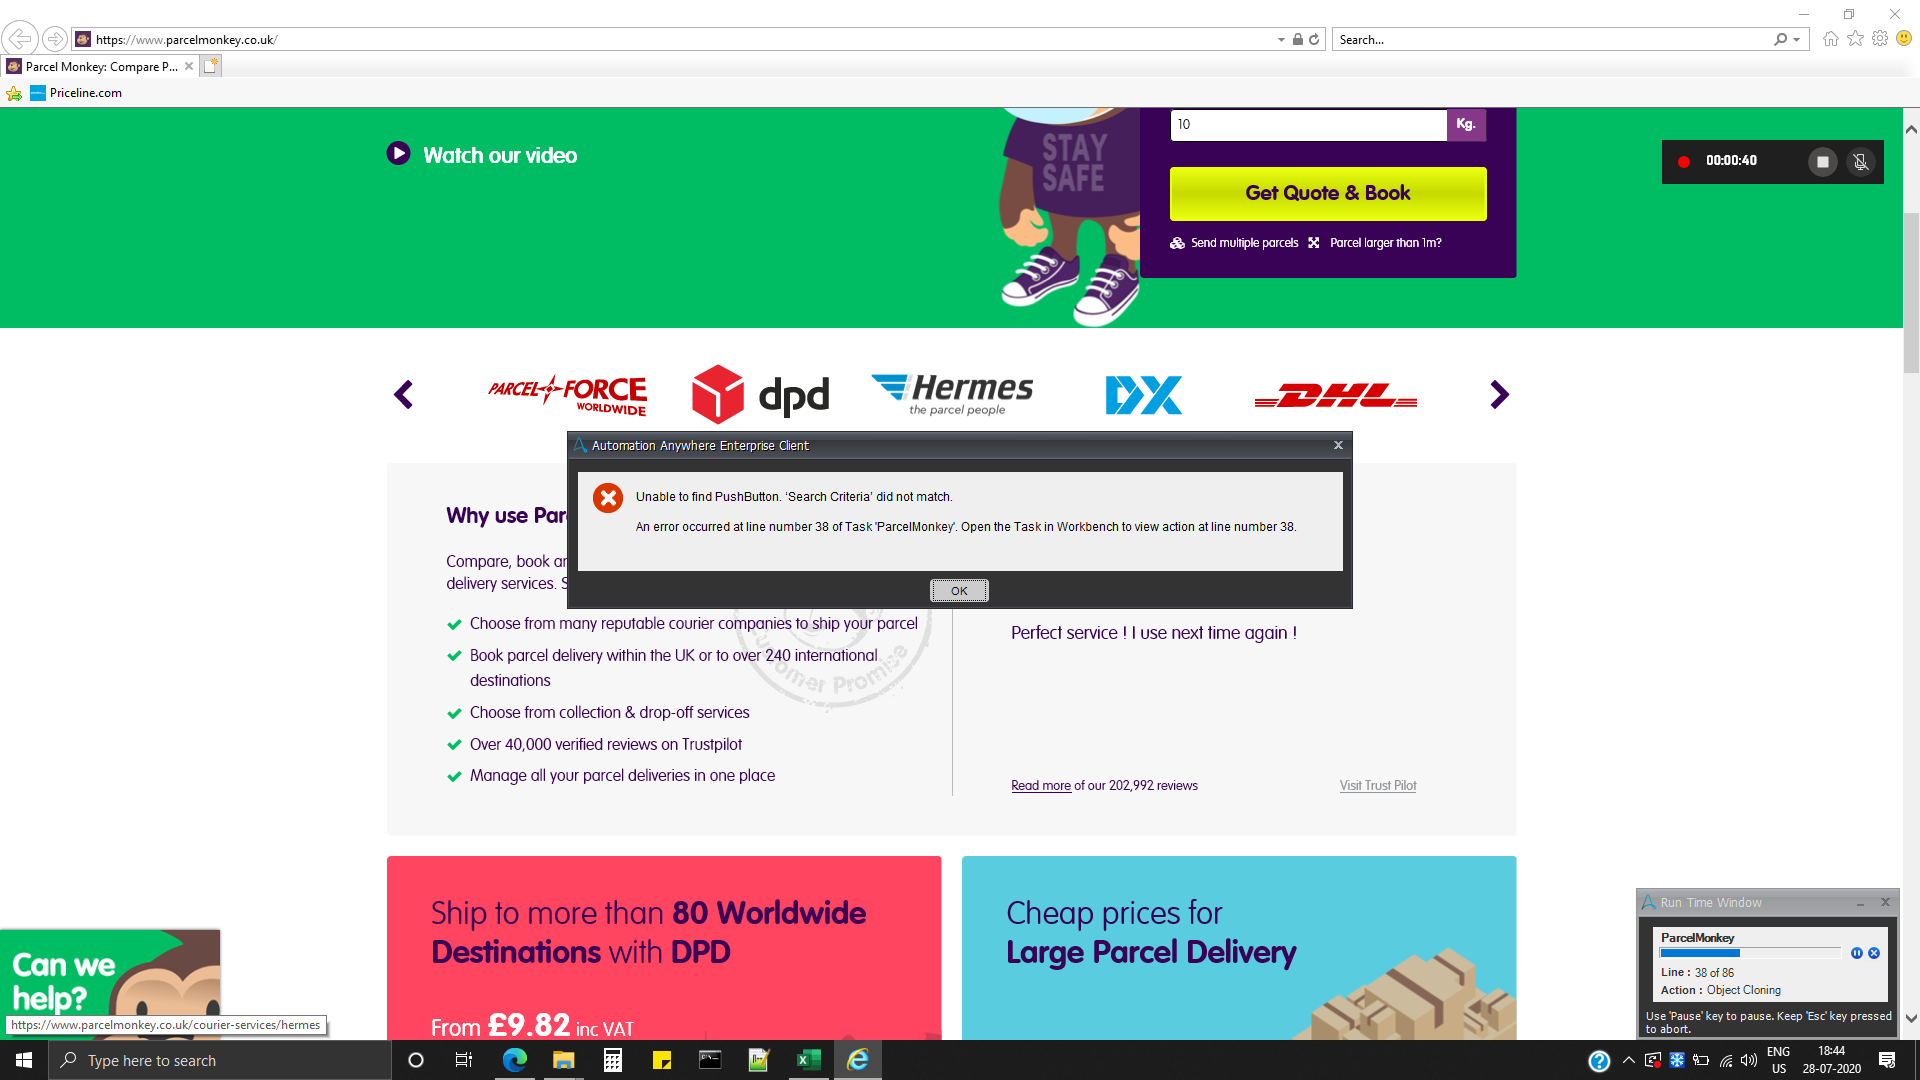 https://www.parcelmonkey.co.uk/
Search...
Parcel Monkey: Compare P...
Priceline.com
Watch our video
STAY
SAFE
10
Kg.
Get Quote & Book
Send multiple parcels
Parcel larger than 1m?
00:00:40
PARCEL FORCE
WORLDWIDE
dpd
Hermes
the parcel people
DX
DHL
Automation Anywhere Enterprise Client
Unable to find PushButton. ‘Search Criteria’ did not match.
An error occurred at line number 38 of Task 'ParcelMonkey'. Open the Task in Workbench to view action at line number 38.
OK
Why use Par
Compare, book an
delivery services. S
Choose from many reputable courier companies to ship your parcel
Book parcel delivery within the UK or to over 240 international
destinations
Choose from collection & drop-off services
Over 40,000 verified reviews on Trustpilot
Manage all your parcel deliveries in one place
Customer Promise
Perfect service ! I use next time again !
Read more of our 202,992 reviews
Visit Trust Pilot
Ship to more than 80 Worldwide
Destinations with DPD
From £9.82 inc VAT
Cheap prices for
Large Parcel Delivery
Can we
help?
https://www.parcelmonkey.co.uk/courier-services/hermes
Run Time Window
ParcelMonkey
Line : 38 of 86
Action : Object Cloning
Use 'Pause' key to pause. Keep 'Esc' key pressed
to abort.
Type here to search
ENG
US
18:44
28-07-2020